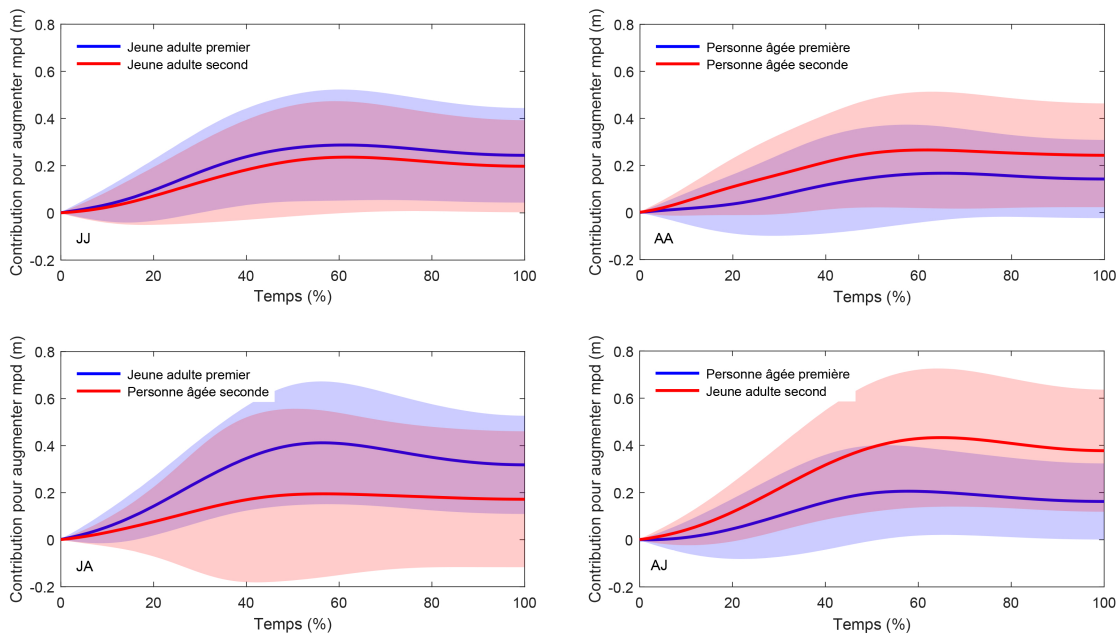 Contribution pour augmenter mpd (m)
0.8
0.6
0.4
0.2
0
-0.2
Jeune adulte premier
Jeune adulte second
JJ
0 20 40 60 80 100
Temps (%)
Contribution pour augmenter mpd (m)
0.8
0.6
0.4
0.2
0
-0.2
Personne âgée première
Personne âgée seconde
AA
0 20 40 60 80 100
Temps (%)
Contribution pour augmenter mpd (m)
0.8
0.6
0.4
0.2
0
-0.2
Jeune adulte premier
Personne âgée seconde
JA
0 20 40 60 80 100
Temps (%)
Contribution pour augmenter mpd (m)
0.8
0.6
0.4
0.2
0
-0.2
Personne âgée première
Jeune adulte second
AJ
0 20 40 60 80 100
Temps (%)